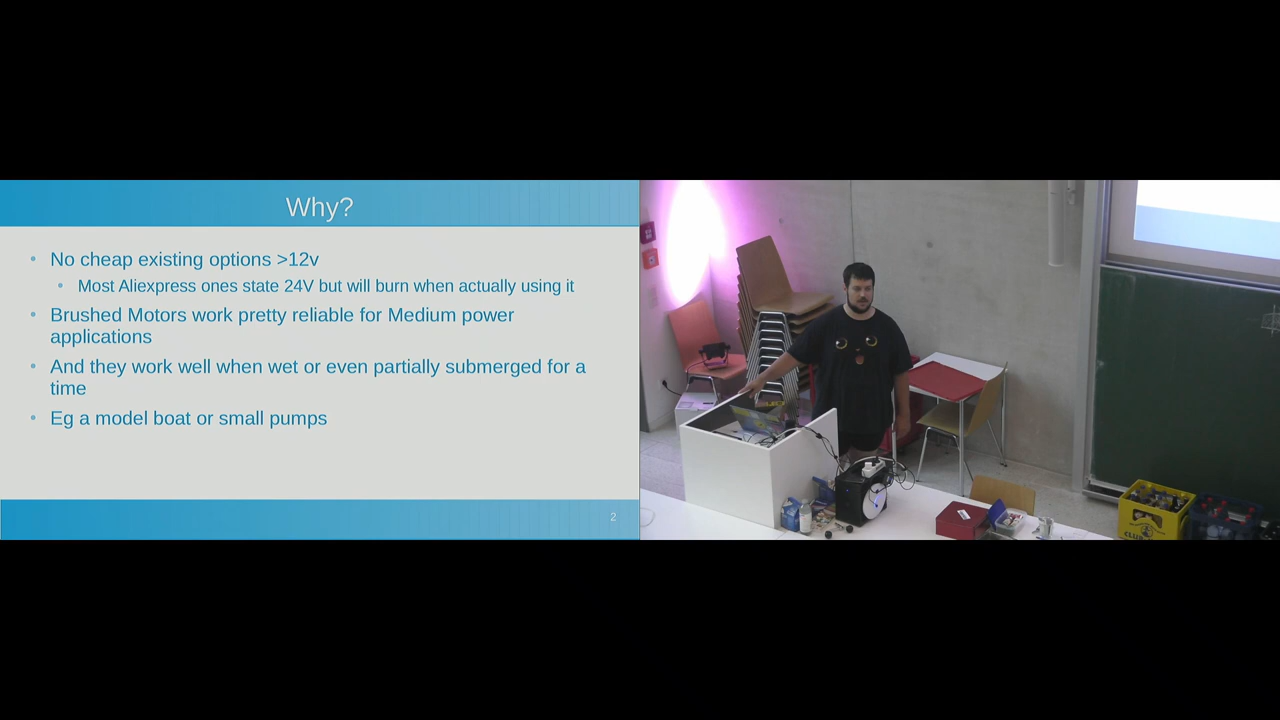 Why?
No cheap existing options >12v
Most Aliexpress ones state 24V but will burn when actually using it
Brushed Motors work pretty reliable for Medium power
applications
And they work well when wet or even partially submerged for a
time
Eg a model boat or small pumps
2
CLUB